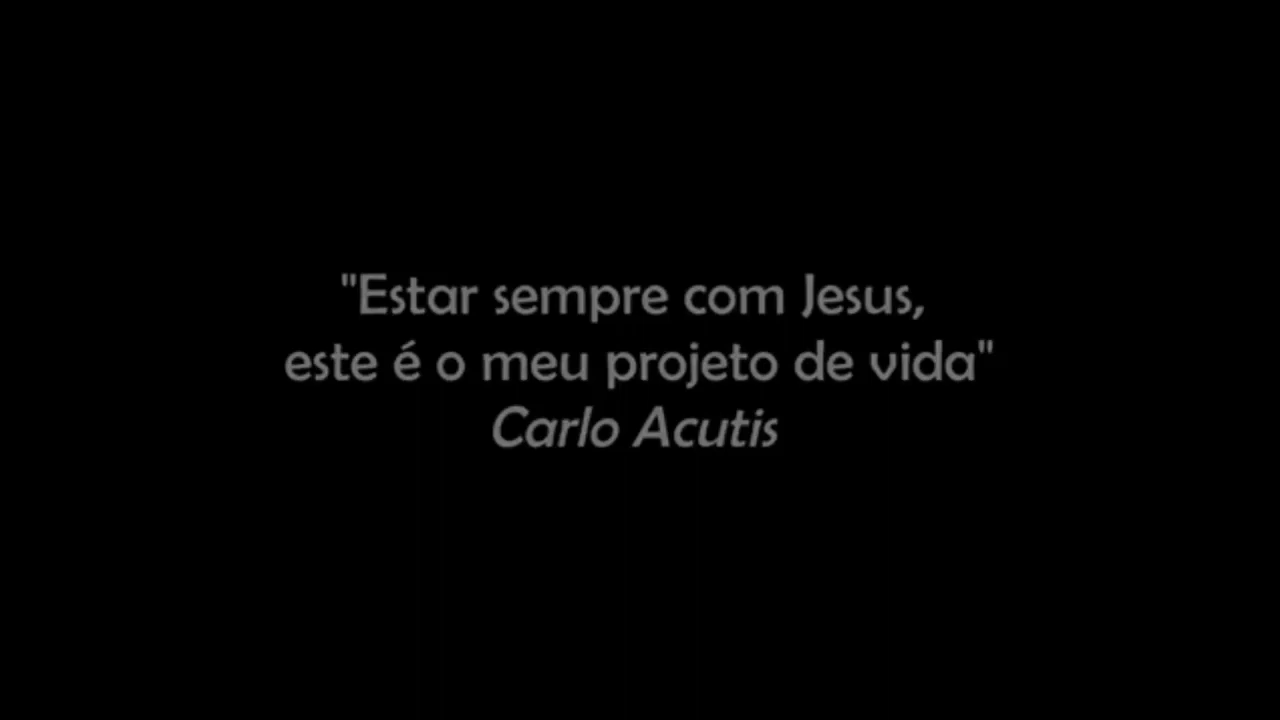 "Estar sempre com Jesus,
este é o meu projeto de vida"
Carlo Acutis